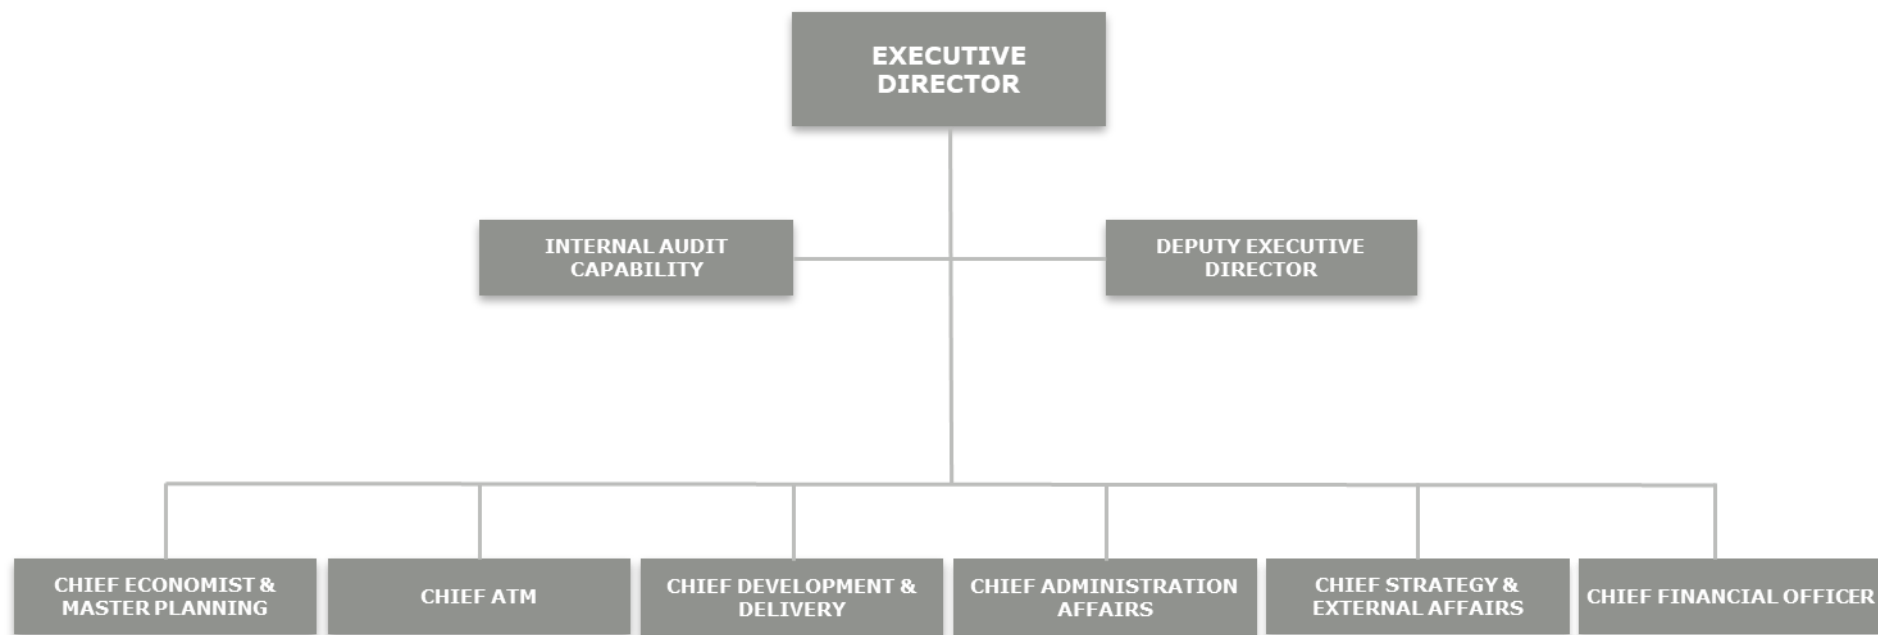 EXECUTIVE
DIRECTOR
INTERNAL AUDIT
CAPABILITY
DEPUTY EXECUTIVE
DIRECTOR
CHIEF ECONOMIST &
MASTER PLANNING
CHIEF ATM
CHIEF DEVELOPMENT &
DELIVERY
CHIEF ADMINISTRATION
AFFAIRS
CHIEF STRATEGY &
EXTERNAL AFFAIRS
CHIEF FINANCIAL OFFICER